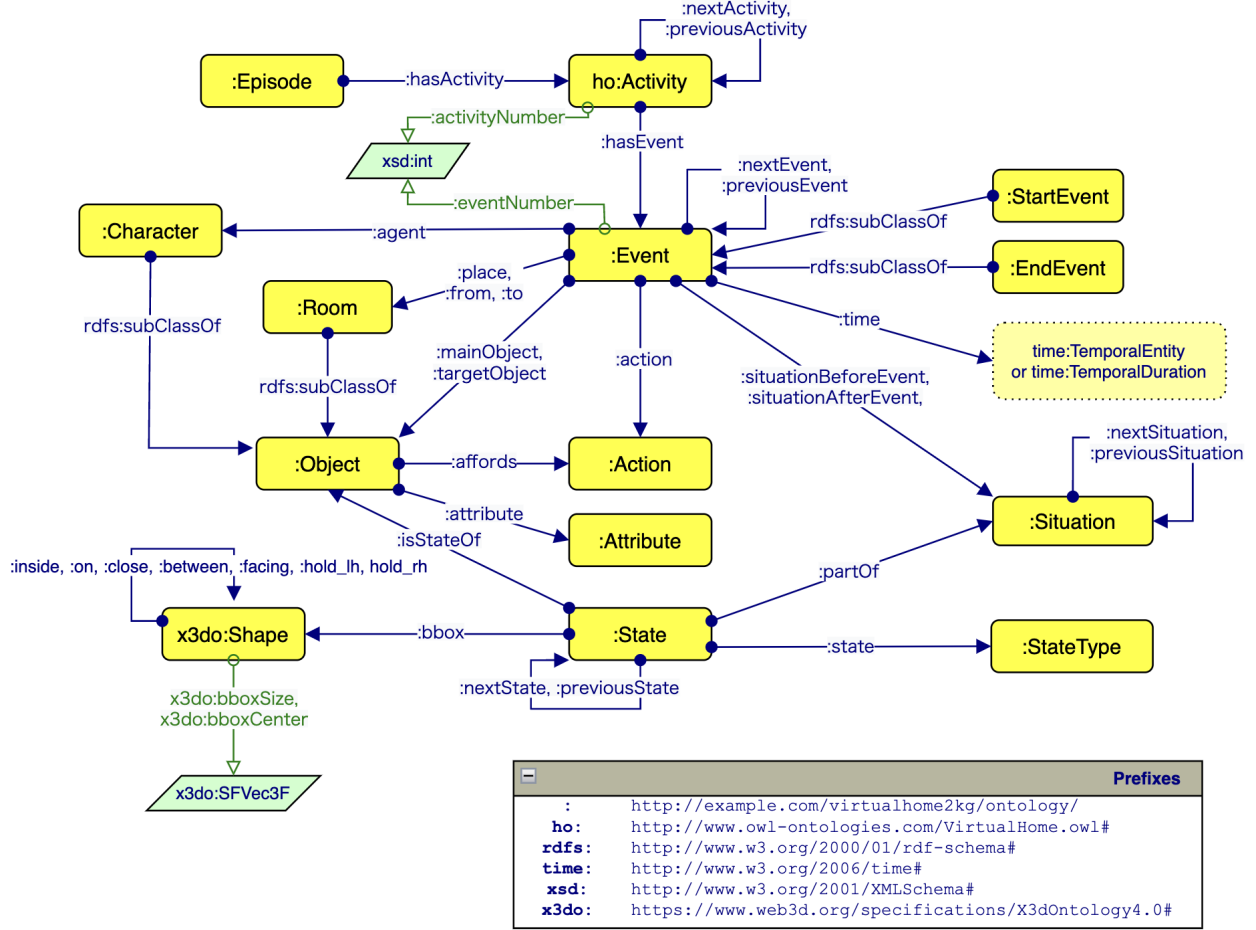 :nextActivity,
:previousActivity
:Episode
:hasActivity
ho:Activity
:activityNumber
:hasEvent
xsd:int
:nextEvent,
:previousEvent
:eventNumber
:StartEvent
rdfs:subClassOf
:Character
:agent
:Event
rdfs:subClassOf
:EndEvent
:place,
:from, :to
:Room
:time
rdfs:subClassOf
time:TemporalEntity
or time:TemporalDuration
:mainObject,
:targetObject
:action
rdfs:subClassOf
:situationBeforeEvent,
:situationAfterEvent,
:nextSituation,
:previousSituation
:Object
:affords
:Action
:attribute
:Situation
:isStateOf
:Attribute
:inside, :on, :close, :between, :facing, :hold_lh, hold_rh
:partOf
x3do:Shape
:bbox
:State
:state
:StateType
:nextState, :previousState
x3do:bboxSize,
x3do:bboxCenter
x3do:SFVec3F
Prefixes
: http://example.com/virtualhome2kg/ontology/
ho: http://www.owl-ontologies.com/VirtualHome.owl#
rdfs: http://www.w3.org/2000/01/rdf-schema#
time: http://www.w3.org/2006/time#
xsd: http://www.w3.org/2001/XMLSchema#
x3do: https://www.web3d.org/specifications/X3dOntology4.0#